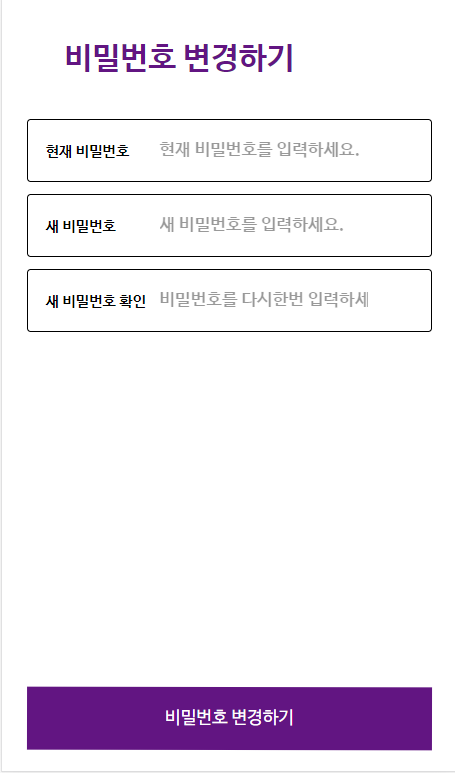 비밀번호 변경하기
현재 비밀번호 현재 비밀번호를 입력하세요.
새 비밀번호 새 비밀번호를 입력하세요.
새 비밀번호 확인 비밀번호를 다시한번 입력하세
비밀번호 변경하기